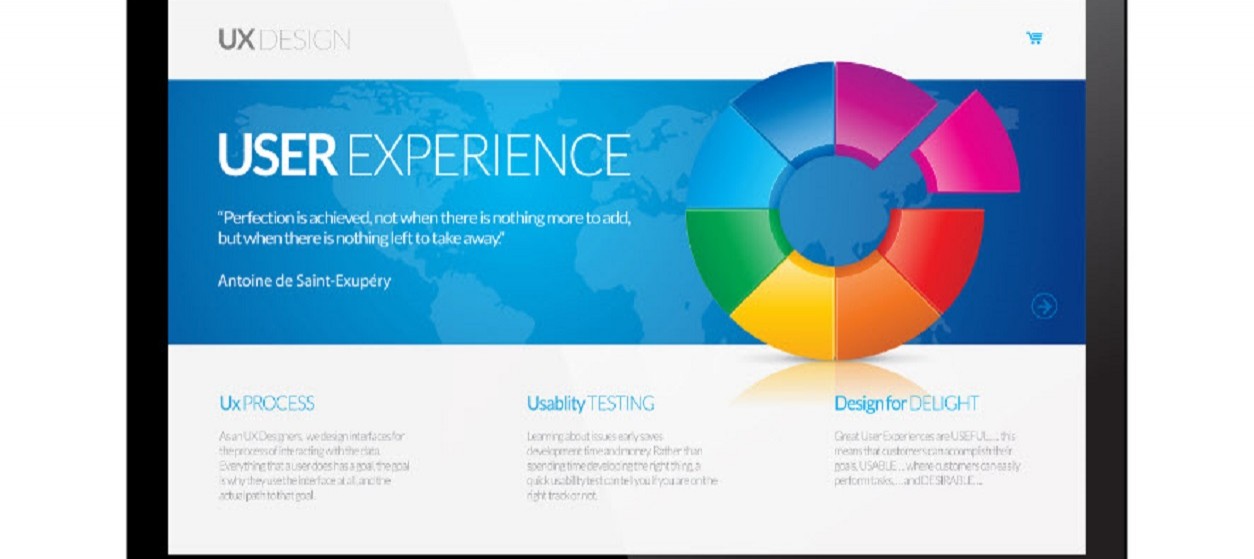 UX DESIGN
USER EXPERIENCE
“Perfection is achieved, not when there is nothing more to add,
but when there is nothing left to take away.”
Antoine de Saint-Exupéry
Ux PROCESS
As an UX Designers, we design interfaces for
the process of interacting with the data.
Everything that a user does has a goal, the goal
is why they use the interface at all, and the
actual path to that goal.
Usablity TESTING
Learning about issues early saves
development time and money. Rather than
spending time developing the right thing, a
quick usability test can tell you if you are on the
right track or not.
Design for DELIGHT
Great User Experiences are USEFUL..., this
means that customers can accomplish their
goals, USABLE... where customers can easily
perform tasks, ... and DESIRABLE...